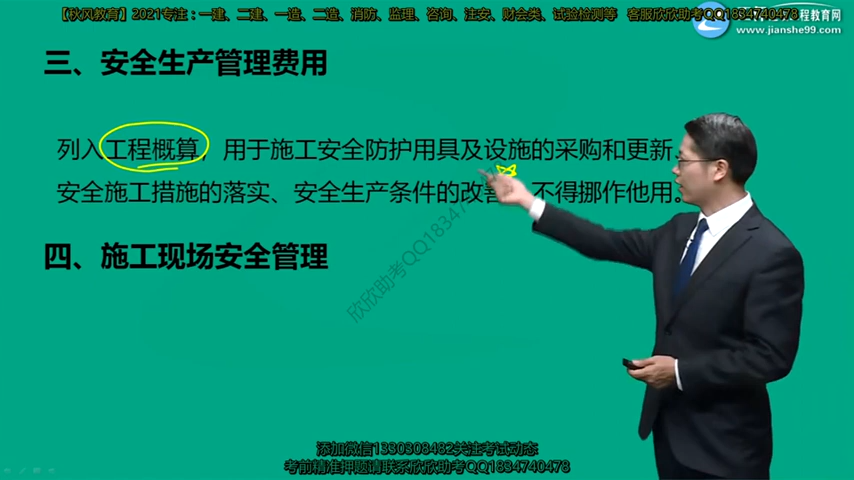 【秋风教育】2021专注：一建、二建、一造、二造、消防、监理、咨询、注安、财会类、试验检测等 客服欣欣助考QQ1834740478
程教育网
www.jianshe99.com
三、安全生产管理费用
列入工程概算，用于施工安全防护用具及设施的采购和更新、
安全施工措施的落实、安全生产条件的改善，不得挪作他用。
四、施工现场安全管理
欣欣助考QQ18347
添加微信1330308482关注考试动态
考前精准押题请联系欣欣助考QQ1834740478